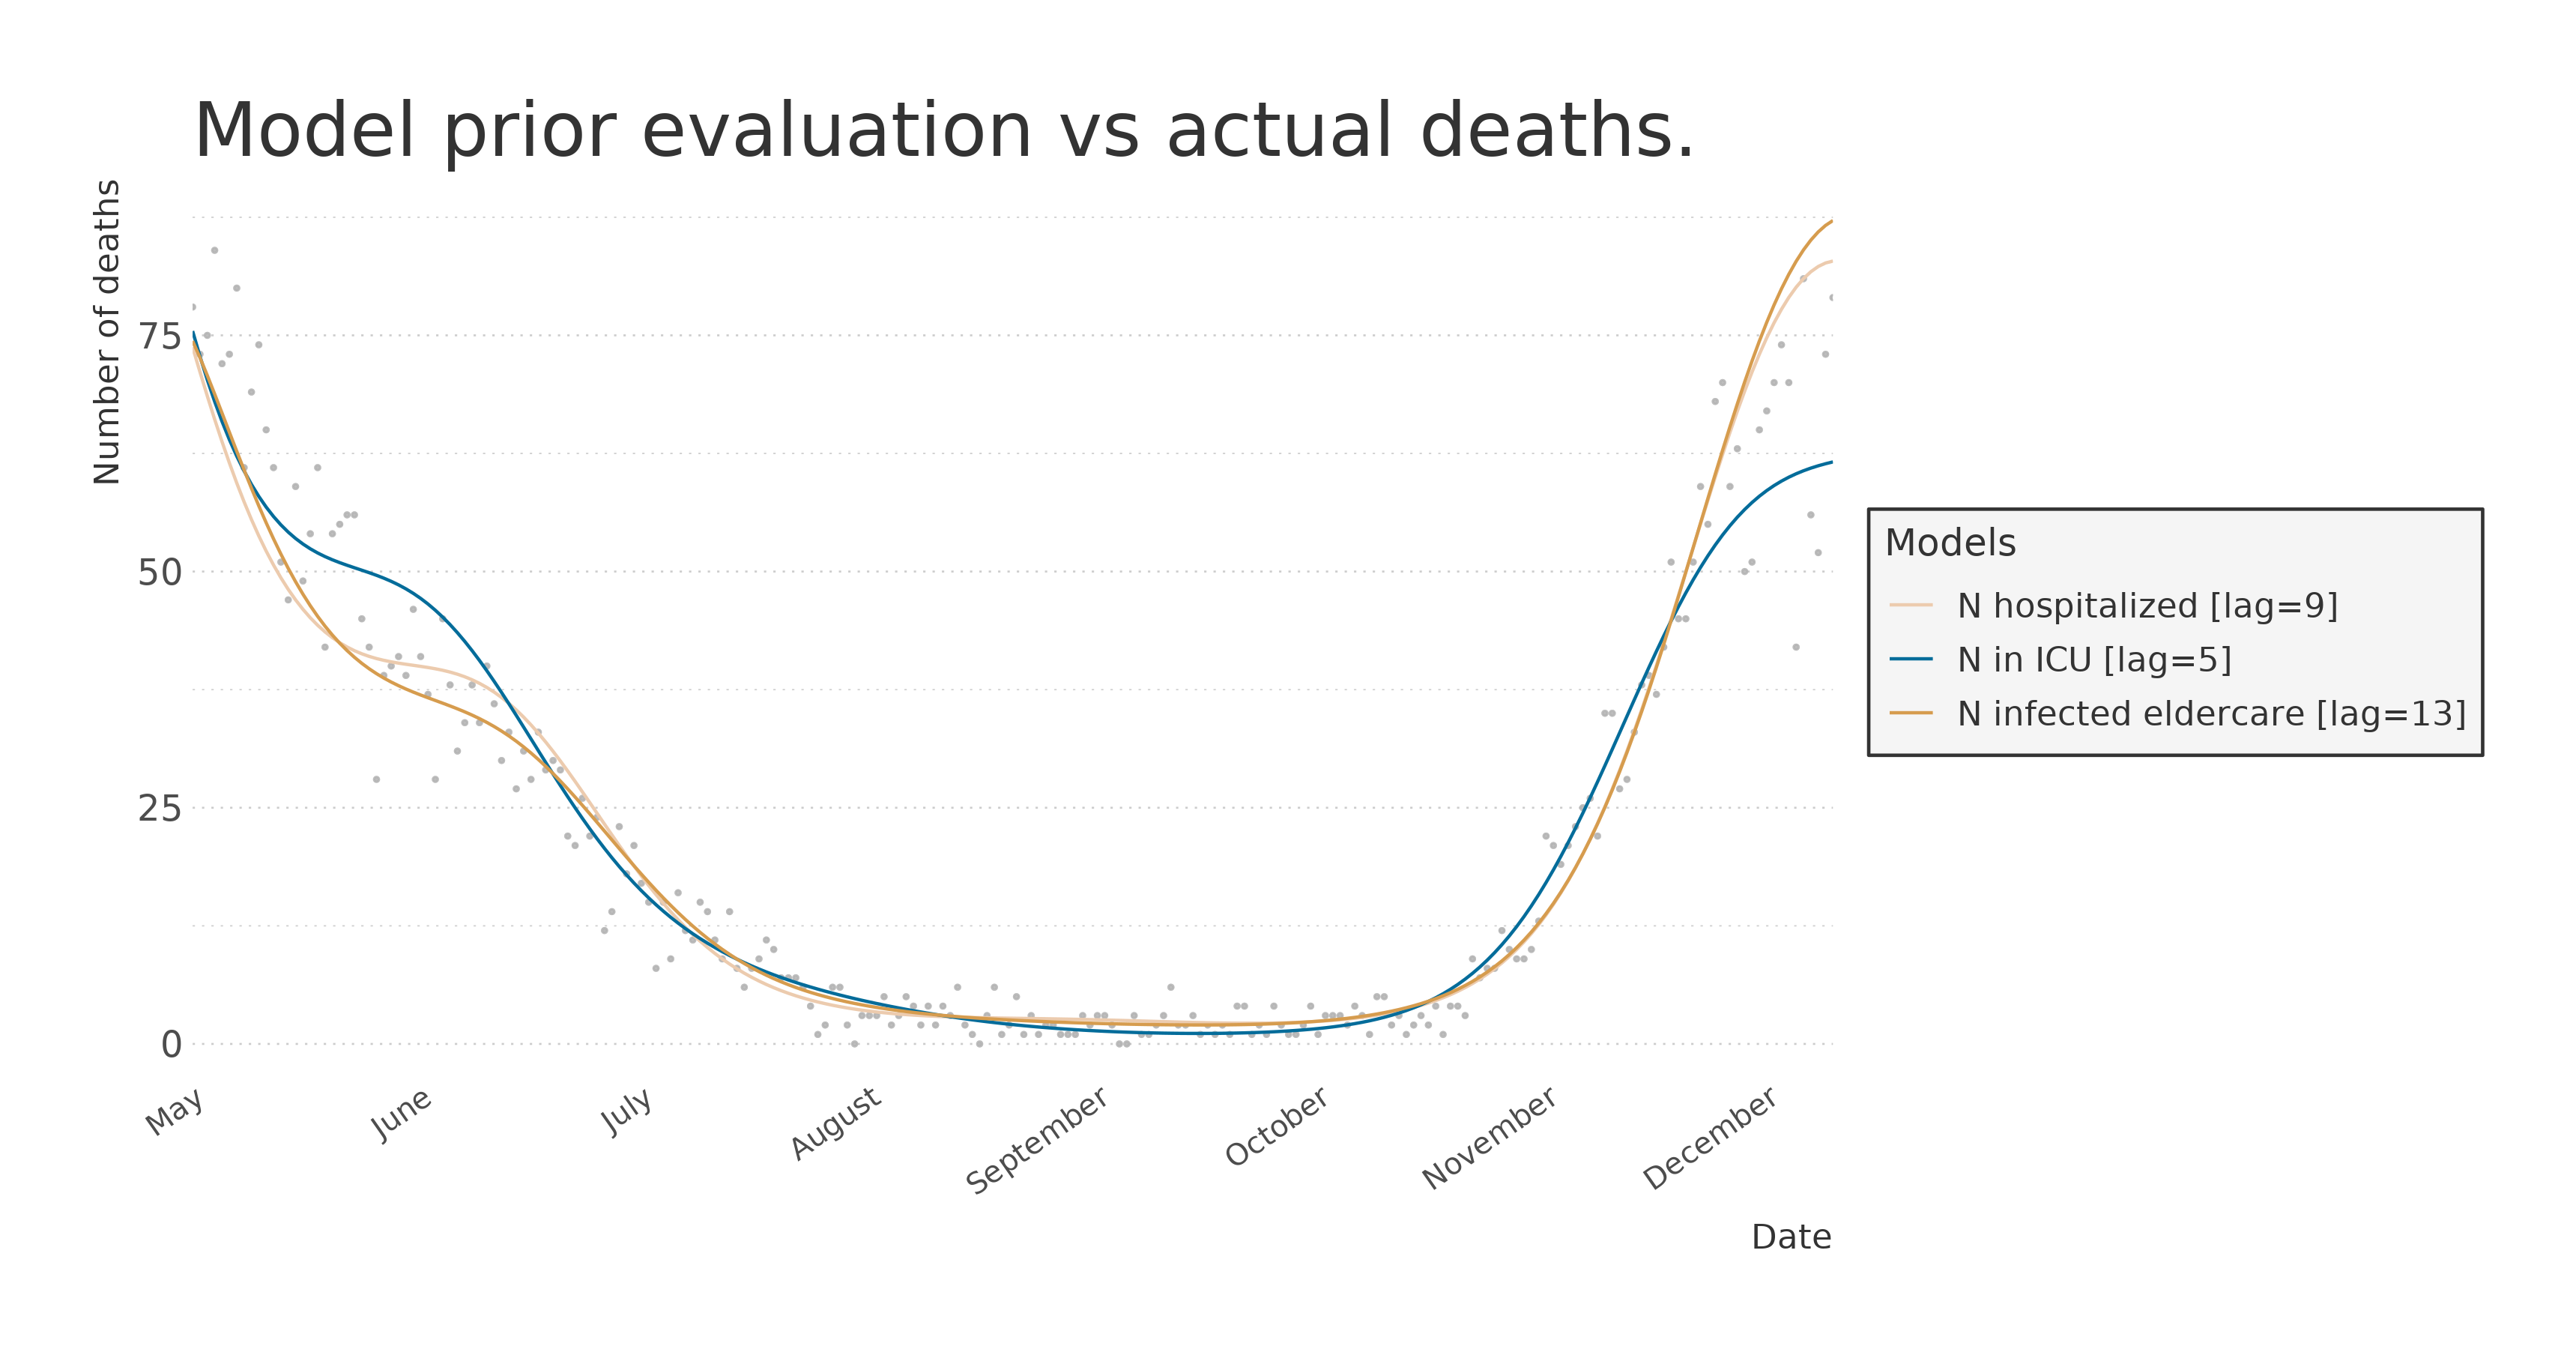 Model prior evaluation vs actual deaths.
Number of deaths
75
50
25
0
May
June
July
August
September
October
November
December
Date
Models
N hospitalized [lag=9]
N in ICU [lag=5]
N infected eldercare [lag=13]